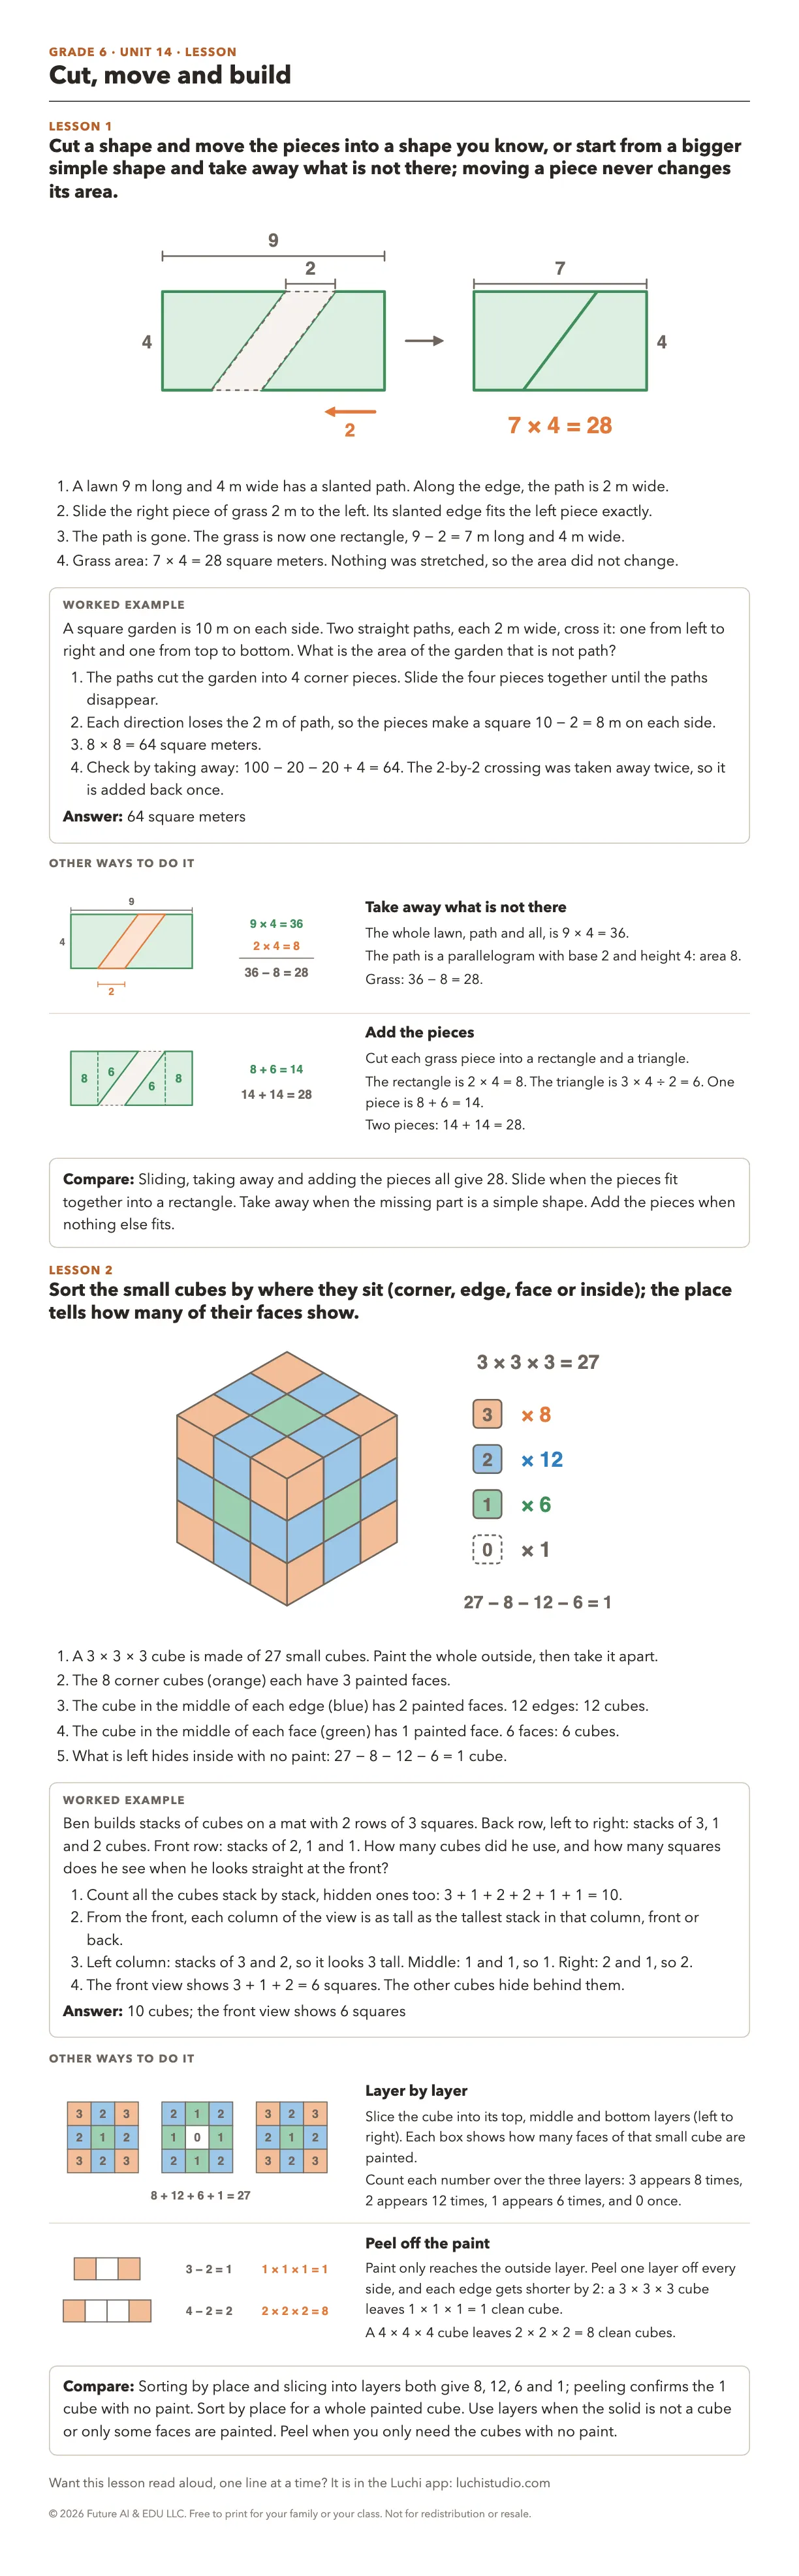 GRADE 6 · UNIT 14 · LESSON
Cut, move and build
LESSON 1
Cut a shape and move the pieces into a shape you know, or start from a bigger
simple shape and take away what is not there; moving a piece never changes
its area.
9
2
7
4
4
2
7 × 4 = 28
1. A lawn 9 m long and 4 m wide has a slanted path. Along the edge, the path is 2 m wide.
2. Slide the right piece of grass 2 m to the left. Its slanted edge fits the left piece exactly.
3. The path is gone. The grass is now one rectangle, 9 − 2 = 7 m long and 4 m wide.
4. Grass area: 7 × 4 = 28 square meters. Nothing was stretched, so the area did not change.
WORKED EXAMPLE
A square garden is 10 m on each side. Two straight paths, each 2 m wide, cross it: one from left to
right and one from top to bottom. What is the area of the garden that is not path?
1. The paths cut the garden into 4 corner pieces. Slide the four pieces together until the paths
disappear.
2. Each direction loses the 2 m of path, so the pieces make a square 10 − 2 = 8 m on each side.
3. 8 × 8 = 64 square meters.
4. Check by taking away: 100 − 20 − 20 + 4 = 64. The 2-by-2 crossing was taken away twice, so it
is added back once.
Answer: 64 square meters
OTHER WAYS TO DO IT
9
4
2
9 × 4 = 36
2 × 4 = 8
36 − 8 = 28
Take away what is not there
The whole lawn, path and all, is 9 × 4 = 36.
The path is a parallelogram with base 2 and height 4: area 8.
Grass: 36 − 8 = 28.
8 6 6 8
8 + 6 = 14
14 + 14 = 28
Add the pieces
Cut each grass piece into a rectangle and a triangle.
The rectangle is 2 × 4 = 8. The triangle is 3 × 4 ÷ 2 = 6. One
piece is 8 + 6 = 14.
Two pieces: 14 + 14 = 28.
Compare: Sliding, taking away and adding the pieces all give 28. Slide when the pieces fit
together into a rectangle. Take away when the missing part is a simple shape. Add the pieces when
nothing else fits.
LESSON 2
Sort the small cubes by where they sit (corner, edge, face or inside); the place
tells how many of their faces show.
3 × 3 × 3 = 27
3 × 8
2 × 12
1 × 6
0 × 1
27 − 8 − 12 − 6 = 1
1. A 3 × 3 × 3 cube is made of 27 small cubes. Paint the whole outside, then take it apart.
2. The 8 corner cubes (orange) each have 3 painted faces.
3. The cube in the middle of each edge (blue) has 2 painted faces. 12 edges: 12 cubes.
4. The cube in the middle of each face (green) has 1 painted face. 6 faces: 6 cubes.
5. What is left hides inside with no paint: 27 − 8 − 12 − 6 = 1 cube.
WORKED EXAMPLE
Ben builds stacks of cubes on a mat with 2 rows of 3 squares. Back row, left to right: stacks of 3, 1
and 2 cubes. Front row: stacks of 2, 1 and 1. How many cubes did he use, and how many squares
does he see when he looks straight at the front?
1. Count all the cubes stack by stack, hidden ones too: 3 + 1 + 2 + 2 + 1 + 1 = 10.
2. From the front, each column of the view is as tall as the tallest stack in that column, front or
back.
3. Left column: stacks of 3 and 2, so it looks 3 tall. Middle: 1 and 1, so 1. Right: 2 and 1, so 2.
4. The front view shows 3 + 1 + 2 = 6 squares. The other cubes hide behind them.
Answer: 10 cubes; the front view shows 6 squares
OTHER WAYS TO DO IT
3 2 3 2 1 2 3 2 3
2 1 2 1 0 1 2 1 2
3 2 3 2 1 2 3 2 3
8 + 12 + 6 + 1 = 27
Layer by layer
Slice the cube into its top, middle and bottom layers (left to
right). Each box shows how many faces of that small cube are
painted.
Count each number over the three layers: 3 appears 8 times,
2 appears 12 times, 1 appears 6 times, and 0 once.
3 − 2 = 1 1 × 1 × 1 = 1
4 − 2 = 2 2 × 2 × 2 = 8
Peel off the paint
Paint only reaches the outside layer. Peel one layer off every
side, and each edge gets shorter by 2: a 3 × 3 × 3 cube
leaves 1 × 1 × 1 = 1 clean cube.
A 4 × 4 × 4 cube leaves 2 × 2 × 2 = 8 clean cubes.
Compare: Sorting by place and slicing into layers both give 8, 12, 6 and 1; peeling confirms the 1
cube with no paint. Sort by place for a whole painted cube. Use layers when the solid is not a cube
or only some faces are painted. Peel when you only need the cubes with no paint.
Want this lesson read aloud, one line at a time? It is in the Luchi app: luchistudio.com
© 2026 Future AI & EDU LLC. Free to print for your family or your class. Not for redistribution or resale.